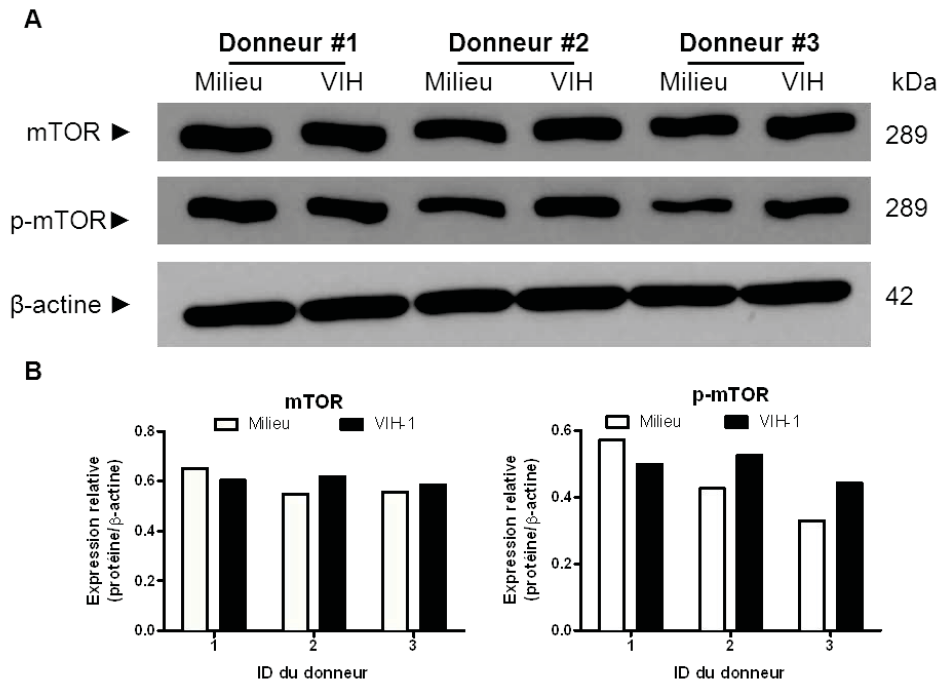 A
Donneur #1 Donneur #2 Donneur #3
Milieu VIH Milieu VIH Milieu VIH kDa
mTOR ► 289
p-mTOR► 289
β-actine ► 42
B
mTOR
Milieu VIH-1
Expression relative
(protéine/β-actine)
0.8
0.6
0.4
0.2
0.0
1 2 3
ID du donneur
p-mTOR
Milieu VIH-1
Expression relative
(protéine/β-actine)
0.6
0.4
0.2
0.0
1 2 3
ID du donneur